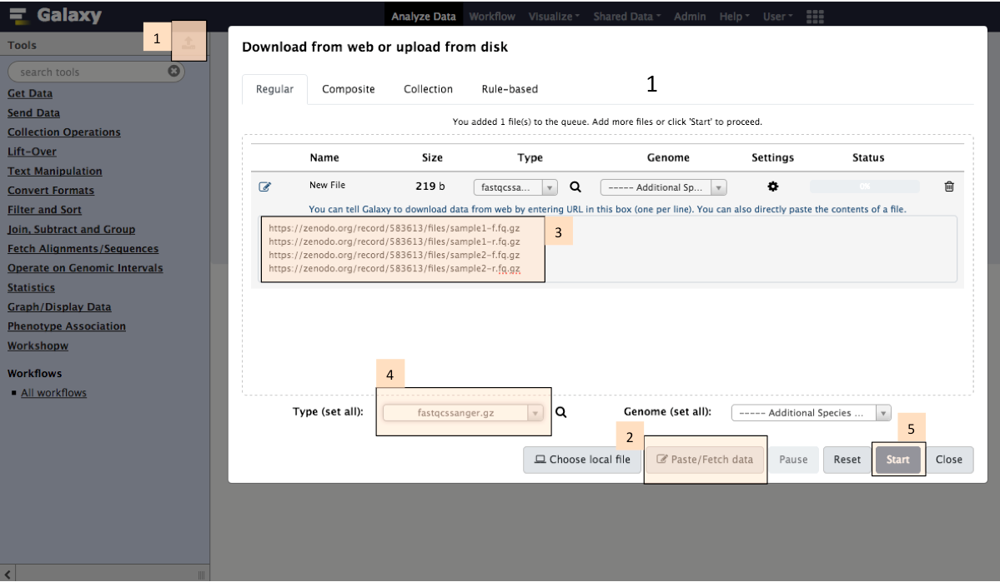 Galaxy
Analyze Data Workflow Visualize Shared Data Admin Help User
1
Tools
search tools
Get Data
Send Data
Collection Operations
Lift-Over
Text Manipulation
Convert Formats
Filter and Sort
Join, Subtract and Group
Fetch Alignments/Sequences
Operate on Genomic Intervals
Statistics
Graph/Display Data
Phenotype Association
Workshopw
Workflows
All workflows
Download from web or upload from disk
Regular Composite Collection Rule-based
1
You added 1 file(s) to the queue. Add more files or click 'Start' to proceed.
Name Size Type Genome Settings Status
New File 219 b fastqcssa... ----- Additional Sp... 0%
You can tell Galaxy to download data from web by entering URL in this box (one per line). You can also directly paste the contents of a file.
https://zenodo.org/record/583613/files/sample1-f.fq.gz
https://zenodo.org/record/583613/files/sample1-r.fq.gz
https://zenodo.org/record/583613/files/sample2-f.fq.gz
https://zenodo.org/record/583613/files/sample2-r.fq.gz
3
4
Type (set all): fastqcssanger.gz Genome (set all): ----- Additional Species ...
2
5
Choose local file Paste/Fetch data Pause Reset Start Close